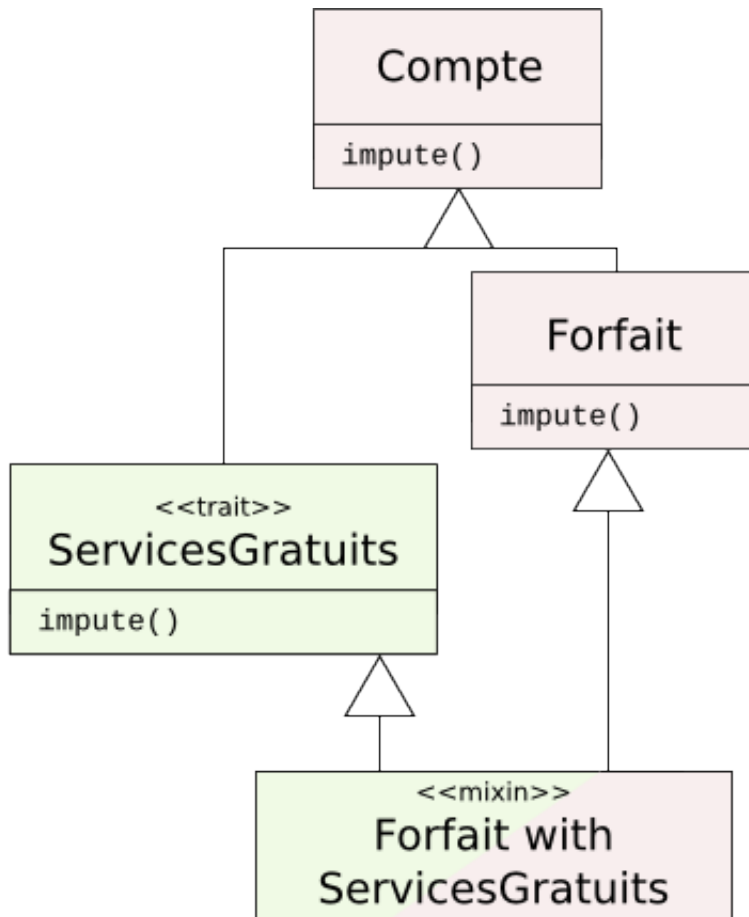 Compte
impute()
Forfait
impute()
<<trait>>
ServicesGratuits
impute()
<<mixin>>
Forfait with
ServicesGratuits